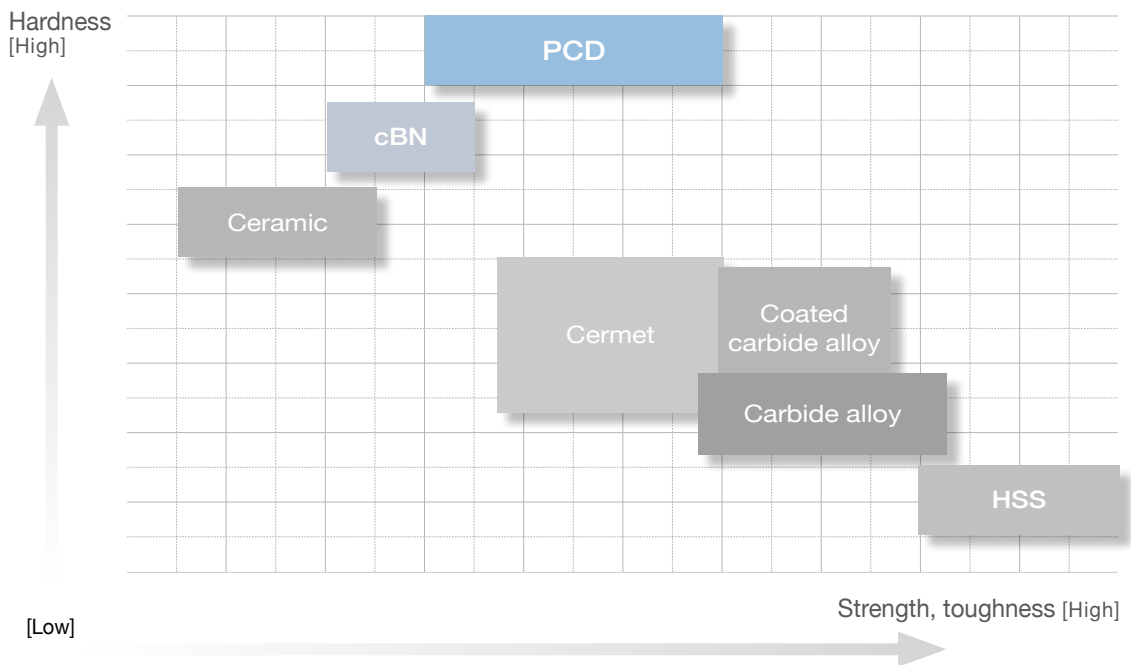 Hardness
[High]
PCD
cBN
Ceramic
Cermet
Coated
carbide alloy
Carbide alloy
HSS
Strength, toughness [High]
[Low]